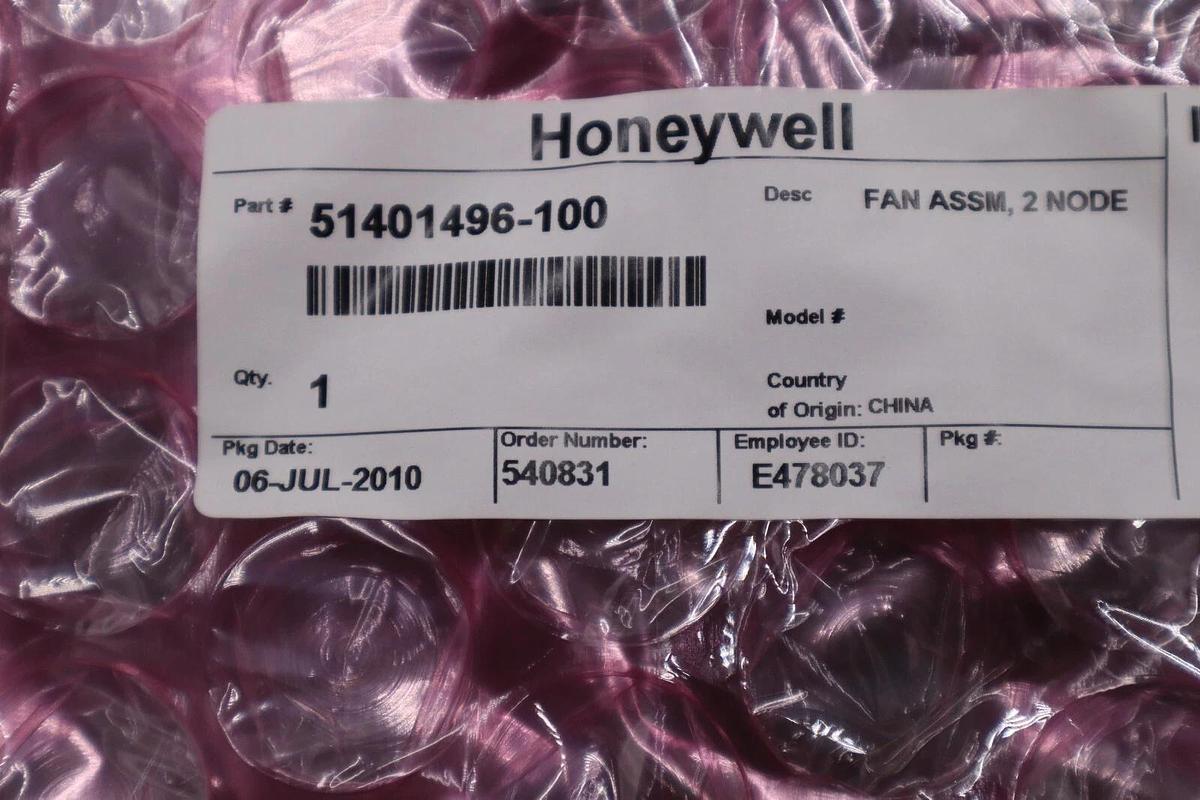 Honeywell
Part # 51401496-100
Desc FAN ASSM, 2 NODE
Model #
Qty. 1
Country
of Origin: CHINA
Pkg Date: Order Number: Employee ID: Pkg #:
06-JUL-2010 540831 E478037